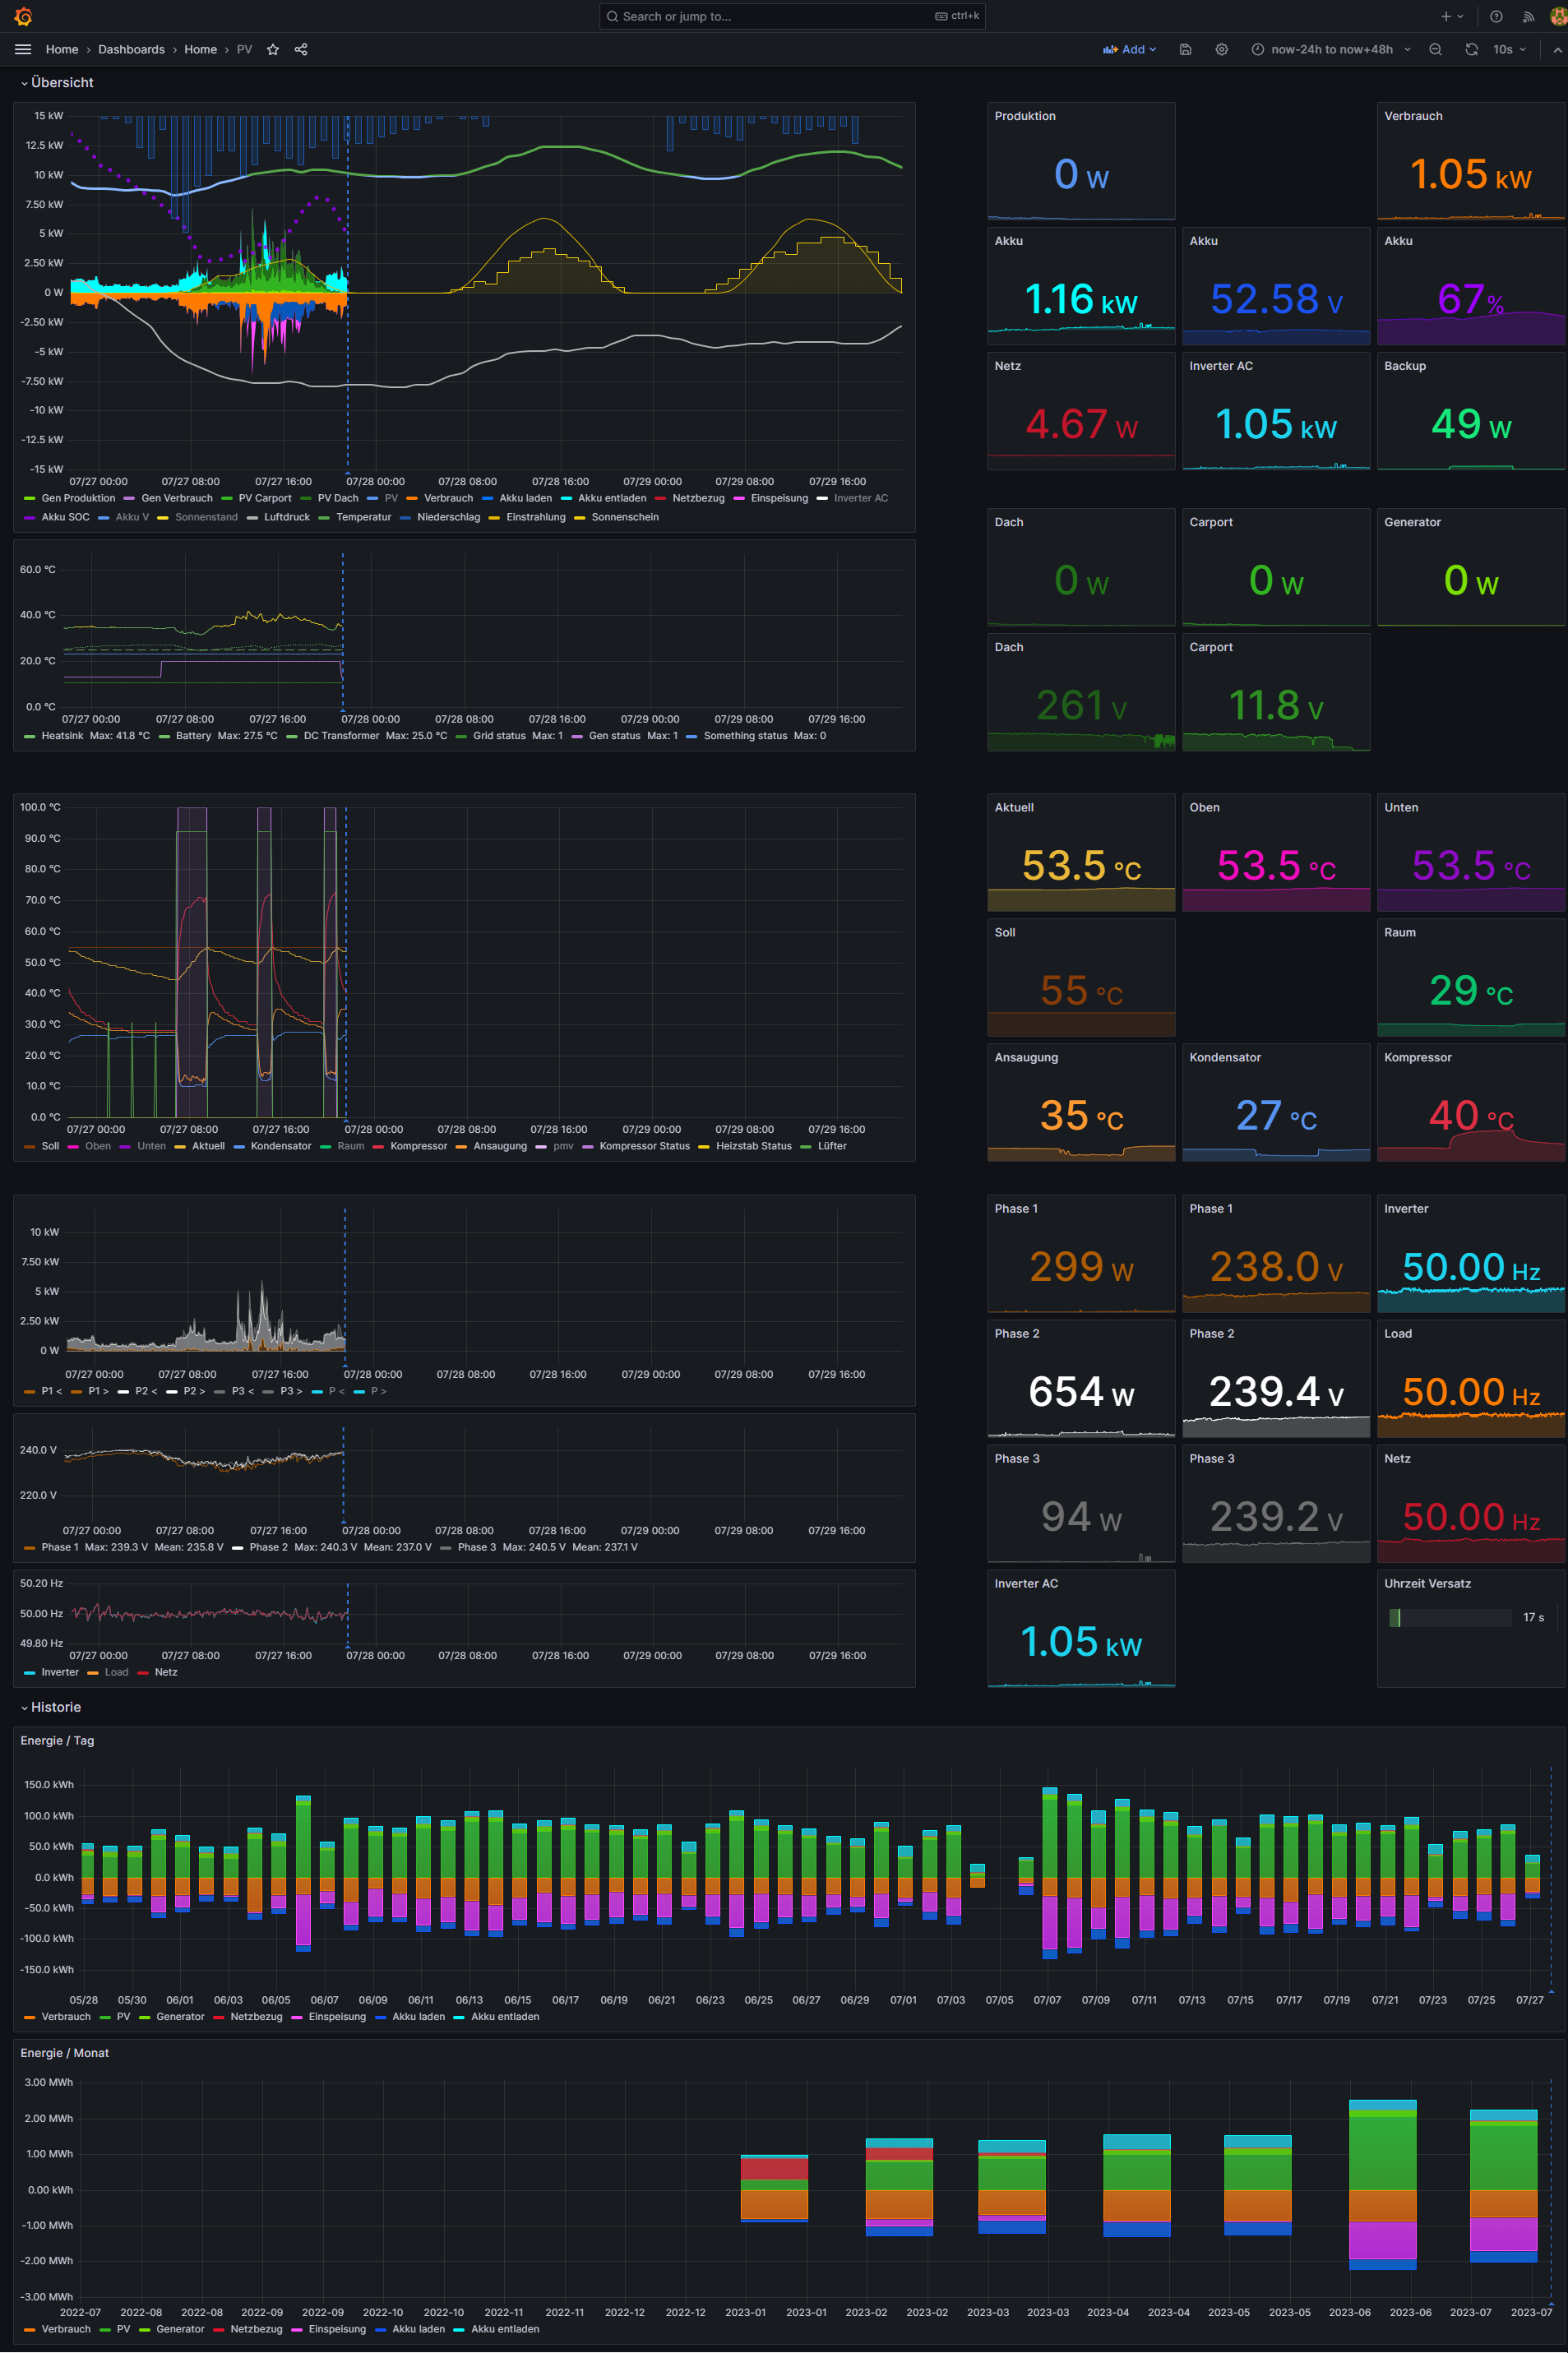 Search or jump to... ctrl+k
Home › Dashboards › Home › PV Add now-24h to now+48h 10s
Übersicht
15 kW
12.5 kW
10 kW
7.50 kW
5 kW
2.50 kW
0 W
-2.50 kW
-5 kW
-7.50 kW
-10 kW
-12.5 kW
-15 kW
07/27 00:00 07/27 08:00 07/27 16:00 07/28 00:00 07/28 08:00 07/28 16:00 07/29 00:00 07/29 08:00 07/29 16:00
Gen Produktion Gen Verbrauch PV Carport PV Dach PV Verbrauch Akku laden Akku entladen Netzbezug Einspeisung Inverter AC
Akku SOC Akku V Sonnenstand Luftdruck Temperatur Niederschlag Einstrahlung Sonnenschein
Produktion
0 W
Verbrauch
1.05 kW
Akku
1.16 kW
Akku
52.58 V
Akku
67%
Netz
4.67 W
Inverter AC
1.05 kW
Backup
49 W
60.0 °C
40.0 °C
20.0 °C
0.0 °C
07/27 00:00 07/27 08:00 07/27 16:00 07/28 00:00 07/28 08:00 07/28 16:00 07/29 00:00 07/29 08:00 07/29 16:00
Heatsink Max: 41.8 °C Battery Max: 27.5 °C DC Transformer Max: 25.0 °C Grid status Max: 1 Gen status Max: 1 Something status Max: 0
Dach
0 W
Carport
0 W
Generator
0 W
Dach
261 V
Carport
11.8 V
100.0 °C
90.0 °C
80.0 °C
70.0 °C
60.0 °C
50.0 °C
40.0 °C
30.0 °C
20.0 °C
10.0 °C
0.0 °C
07/27 00:00 07/27 08:00 07/27 16:00 07/28 00:00 07/28 08:00 07/28 16:00 07/29 00:00 07/29 08:00 07/29 16:00
Soll Oben Unten Aktuell Kondensator Raum Kompressor Ansaugung pmv Kompressor Status Heizstab Status Lüfter
Aktuell
53.5 °C
Oben
53.5 °C
Unten
53.5 °C
Soll
55 °C
Raum
29 °C
Ansaugung
35 °C
Kondensator
27 °C
Kompressor
40 °C
10 kW
7.50 kW
5 kW
2.50 kW
0 W
07/27 00:00 07/27 08:00 07/27 16:00 07/28 00:00 07/28 08:00 07/28 16:00 07/29 00:00 07/29 08:00 07/29 16:00
P1 < P1 > P2 < P2 > P3 < P3 > P < P >
240.0 V
220.0 V
07/27 00:00 07/27 08:00 07/27 16:00 07/28 00:00 07/28 08:00 07/28 16:00 07/29 00:00 07/29 08:00 07/29 16:00
Phase 1 Max: 239.3 V Mean: 235.8 V Phase 2 Max: 240.3 V Mean: 237.0 V Phase 3 Max: 240.5 V Mean: 237.1 V
50.20 Hz
50.00 Hz
49.80 Hz
07/27 00:00 07/27 08:00 07/27 16:00 07/28 00:00 07/28 08:00 07/28 16:00 07/29 00:00 07/29 08:00 07/29 16:00
Inverter Load Netz
Phase 1
299 W
Phase 1
238.0 V
Inverter
50.00 Hz
Phase 2
654 W
Phase 2
239.4 V
Load
50.00 Hz
Phase 3
94 W
Phase 3
239.2 V
Netz
50.00 Hz
Inverter AC
1.05 kW
Uhrzeit Versatz
17 s
Historie
Energie / Tag
150.0 kWh
100.0 kWh
50.0 kWh
0.0 kWh
-50.0 kWh
-100.0 kWh
-150.0 kWh
05/28 05/30 06/01 06/03 06/05 06/07 06/09 06/11 06/13 06/15 06/17 06/19 06/21 06/23 06/25 06/27 06/29 07/01 07/03 07/05 07/07 07/09 07/11 07/13 07/15 07/17 07/19 07/21 07/23 07/25 07/27
Verbrauch PV Generator Netzbezug Einspeisung Akku laden Akku entladen
Energie / Monat
3.00 MWh
2.00 MWh
1.00 MWh
0.00 kWh
-1.00 MWh
-2.00 MWh
-3.00 MWh
2022-07 2022-08 2022-08 2022-09 2022-09 2022-10 2022-10 2022-11 2022-11 2022-12 2022-12 2023-01 2023-01 2023-02 2023-02 2023-03 2023-03 2023-04 2023-04 2023-05 2023-05 2023-06 2023-06 2023-07 2023-07
Verbrauch PV Generator Netzbezug Einspeisung Akku laden Akku entladen